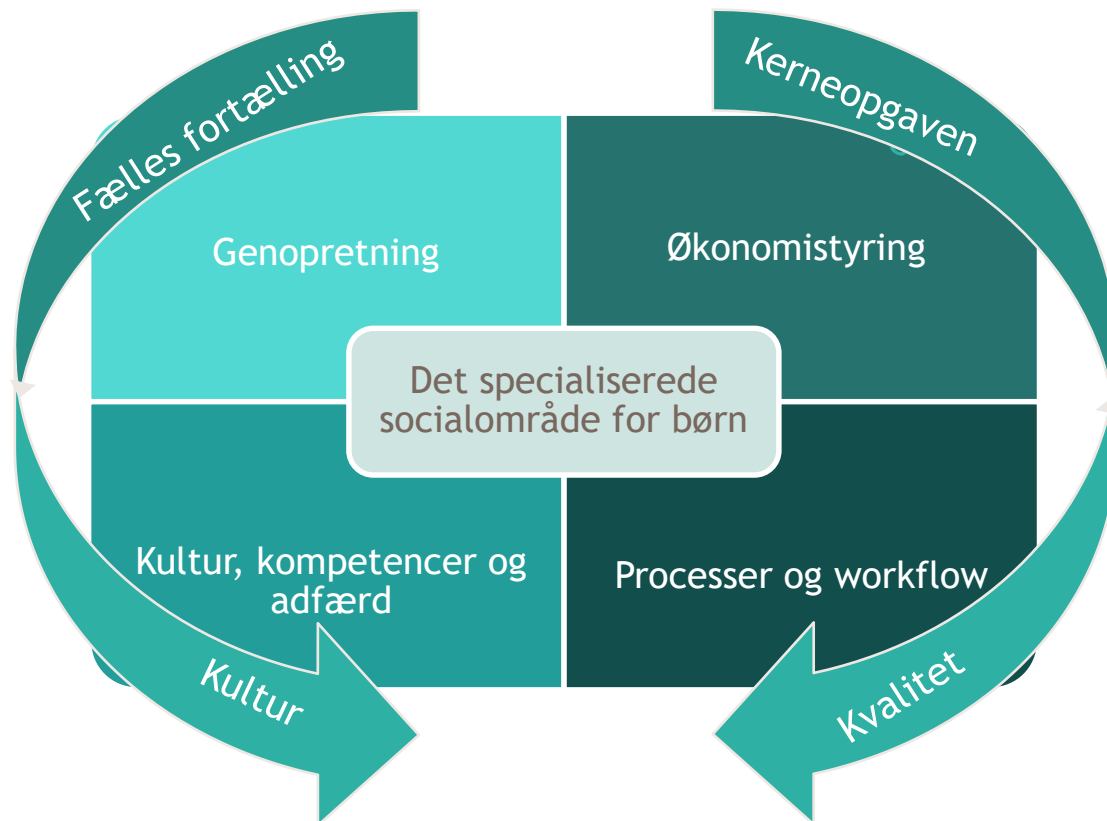 Fælles fortælling
Kerneopgaven
Genopretning
Økonomistyring
Det specialiserede
socialområde for børn
Kultur, kompetencer og
adfærd
Processer og workflow
Kultur
Kvalitet